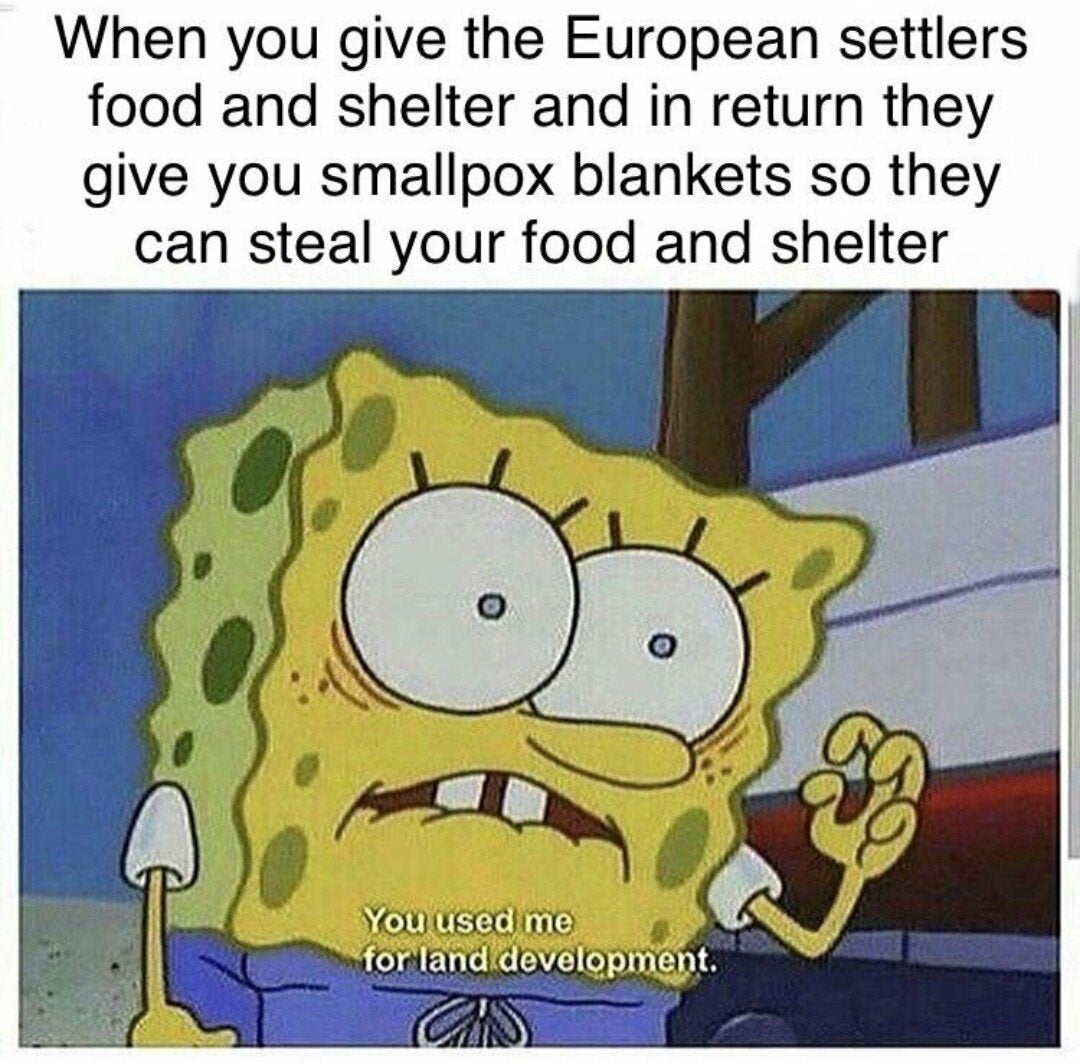 When you give the European settlers
food and shelter and in return they
give you smallpox blankets so they
can steal your food and shelter
You used me
for land development.